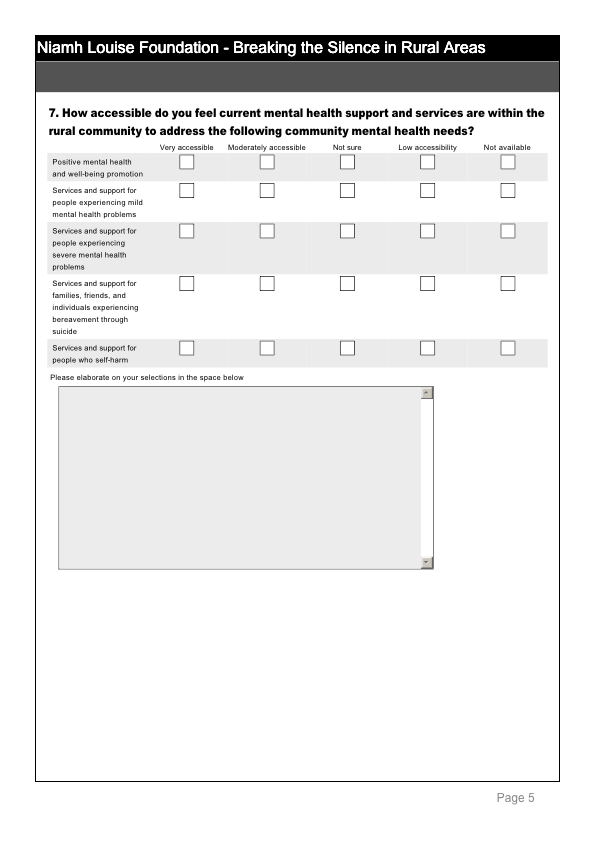 Niamh Louise Foundation - Breaking the Silence in Rural Areas
7. How accessible do you feel current mental health support and services are within the
rural community to address the following community mental health needs?
Very accessible Moderately accessible Not sure Low accessibility Not available
Positive mental health
and well-being promotion
Services and support for
people experiencing mild
mental health problems
Services and support for
people experiencing
severe mental health
problems
Services and support for
families, friends, and
individuals experiencing
bereavement through
suicide
Services and support for
people who self-harm
Please elaborate on your selections in the space below
Page 5